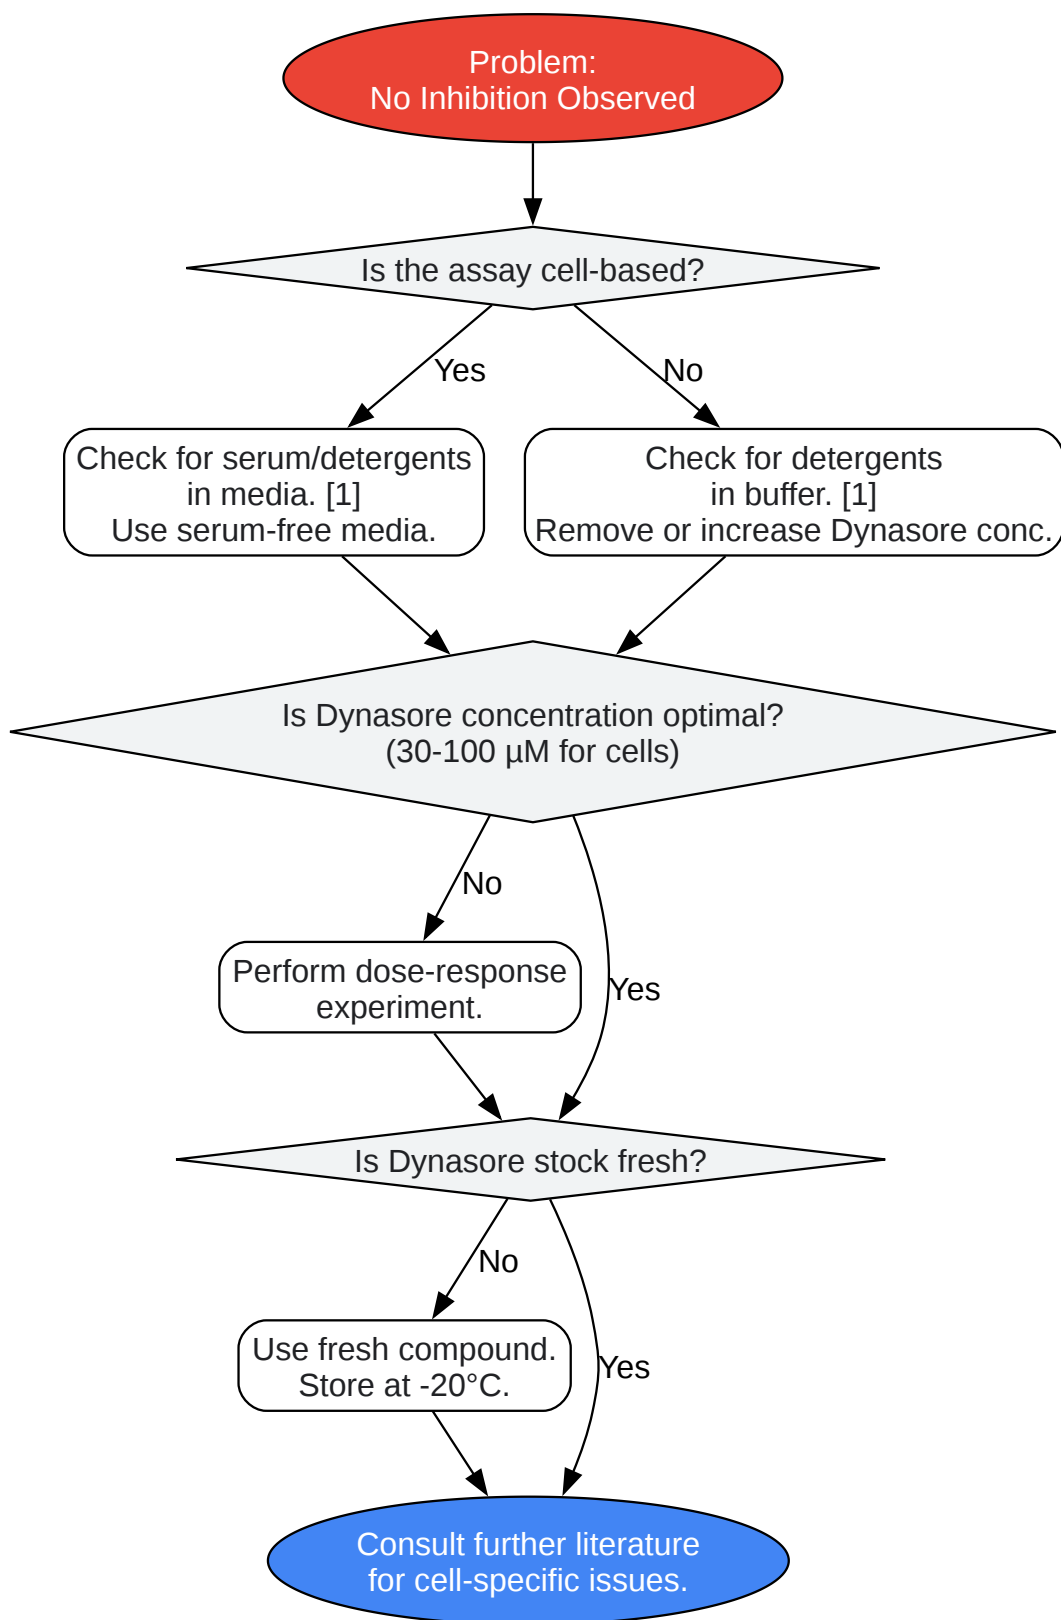 Problem:
No Inhibition Observed
Is the assay cell-based?
Yes
No
Check for serum/detergents
in media. [1]
Use serum-free media.
Check for detergents
in buffer. [1]
Remove or increase Dynasore conc.
Is Dynasore concentration optimal?
(30-100 µM for cells)
No
Perform dose-response
experiment.
Yes
Is Dynasore stock fresh?
No
Use fresh compound.
Store at -20°C.
Yes
Consult further literature
for cell-specific issues.